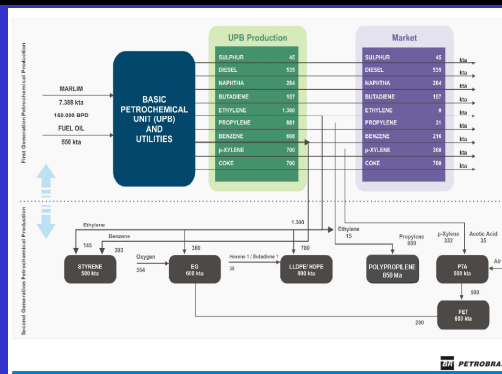 UPB Production
Market
SULPHUR 45
SULPHUR 45
kta
DIESEL 535
DIESEL 535
kta
NAPHTHA 284
NAPHTHA 284
kta
BUTADIENE 157
BUTADIENE 157
kta
ETHYLENE 1.300
ETHYLENE 0
kta
PROPYLENE 881
PROPYLENE 31
kta
BENZENE 608
BENZENE 216
kta
p-XYLENE 700
p-XYLENE 368
kta
COKE 708
kta
COKE
First Generation Petrochemical Production
MARLIM
7.388 kta
160.000 BPD
FUEL OIL
550 kta
BASIC
PETROCHEMICAL
UNIT (UPB)
AND
UTILITIES
Second Generation Petrochemical Production
Ethylene
1.300
Benzene
Ethylene
15
Propylene
850
p-Xylene
332
Acetic Acid
35
145
393
Oxygen
354
380
Hexene 1 / Butadiene 1
30
780
Air
STYRENE
500 kta
EG
600 kta
LLDPE/ HDPE
800 kta
POLYPROPYLENE
850 kta
PTA
500 kta
500
PET
600 kta
200
BR PETROBRAS